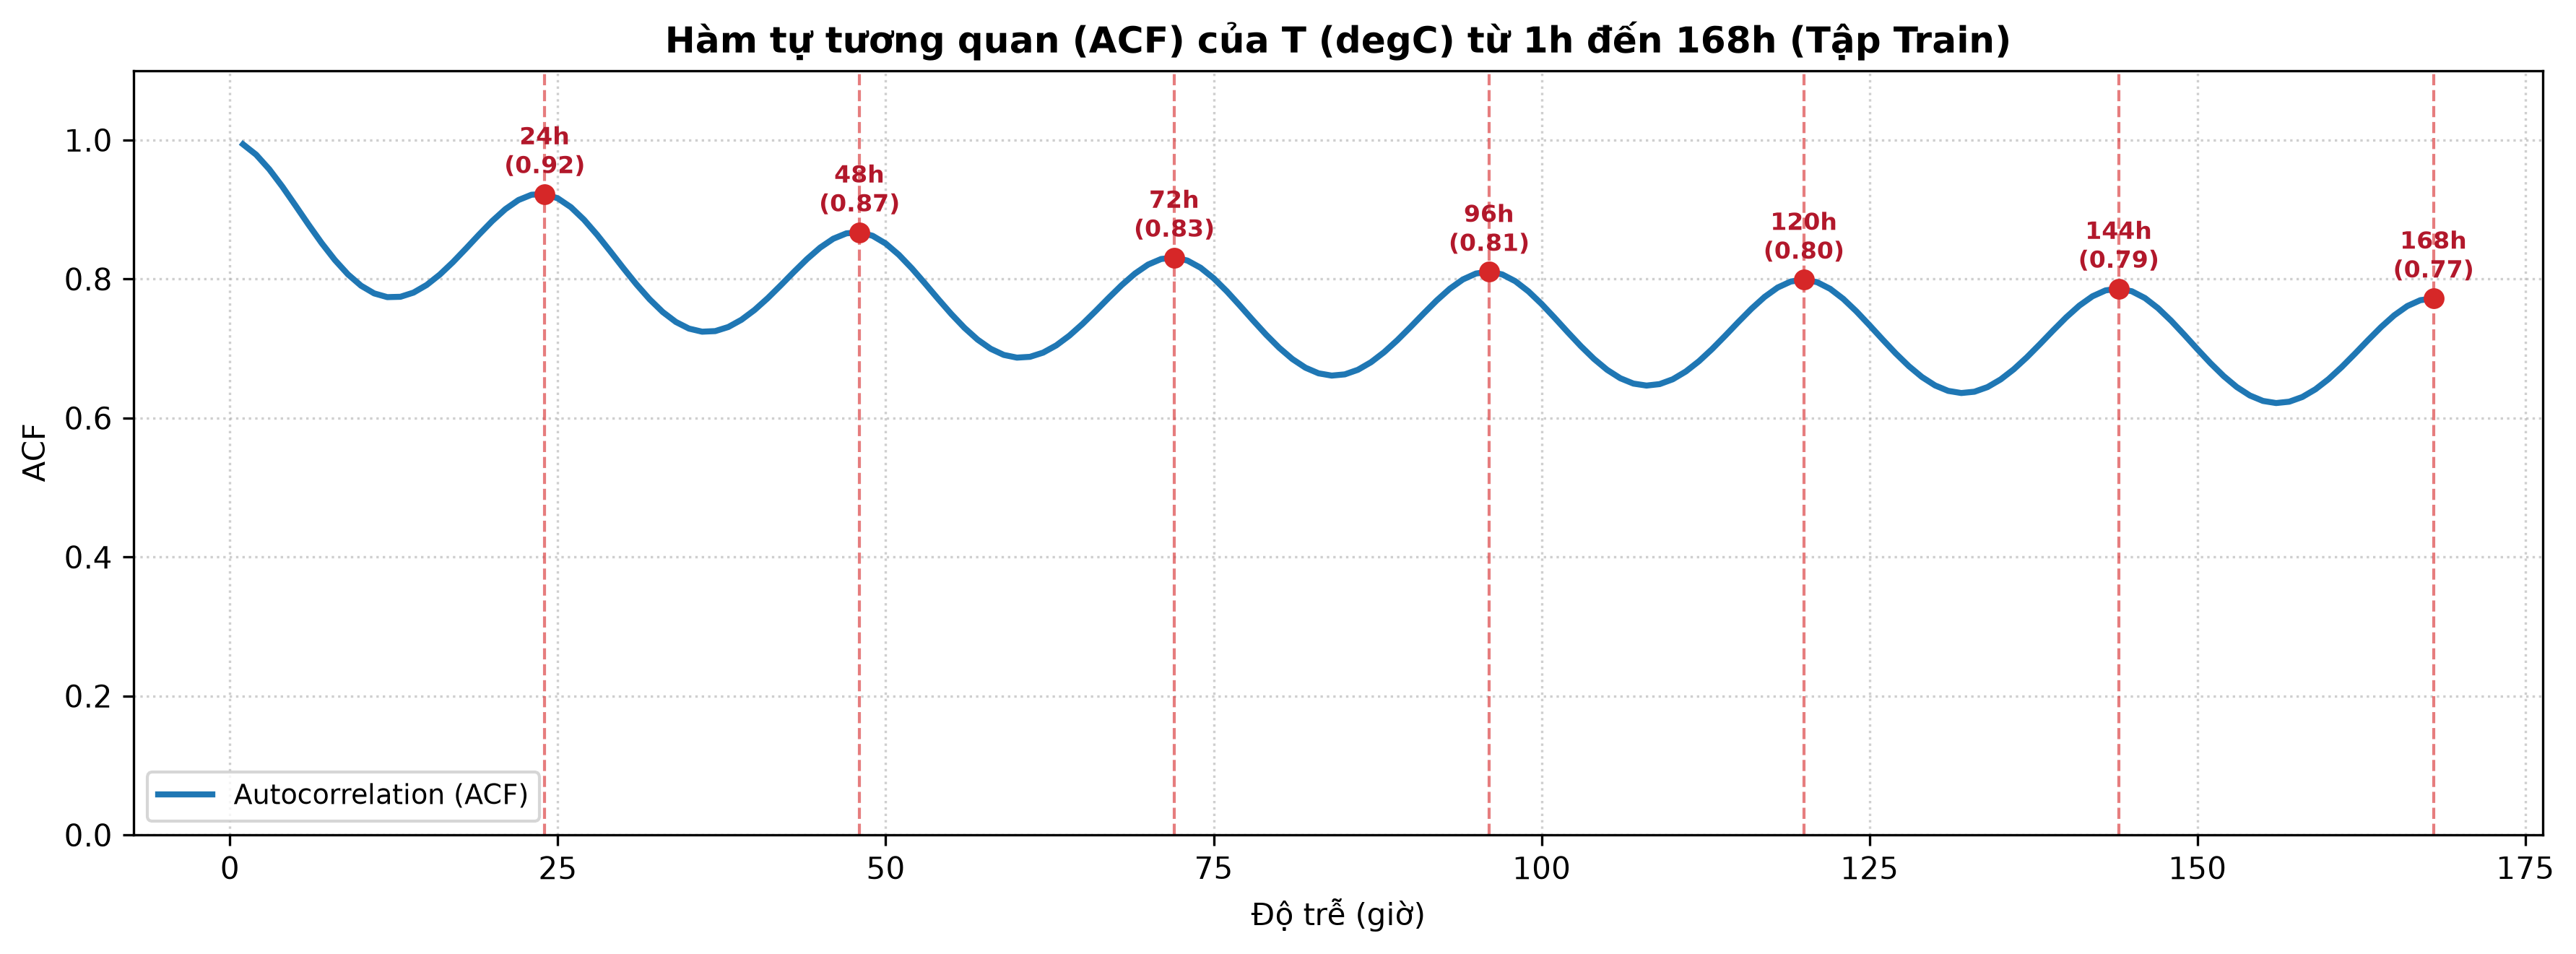 Hàm tự tương quan (ACF) của T (degC) từ 1h đến 168h (Tập Train)
ACF
1.0
0.8
0.6
0.4
0.2
0.0
24h
(0.92)
48h
(0.87)
72h
(0.83)
96h
(0.81)
120h
(0.80)
144h
(0.79)
168h
(0.77)
Autocorrelation (ACF)
0 25 50 75 100 125 150 175
Độ trễ (giờ)